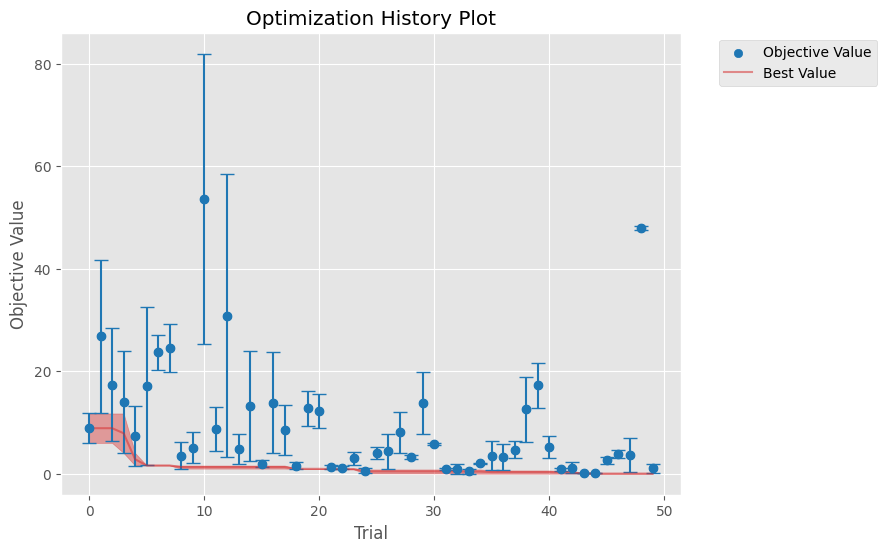 Optimization History Plot
Objective Value
Best Value
80
60
40
20
0
Objective Value
0 10 20 30 40 50
Trial